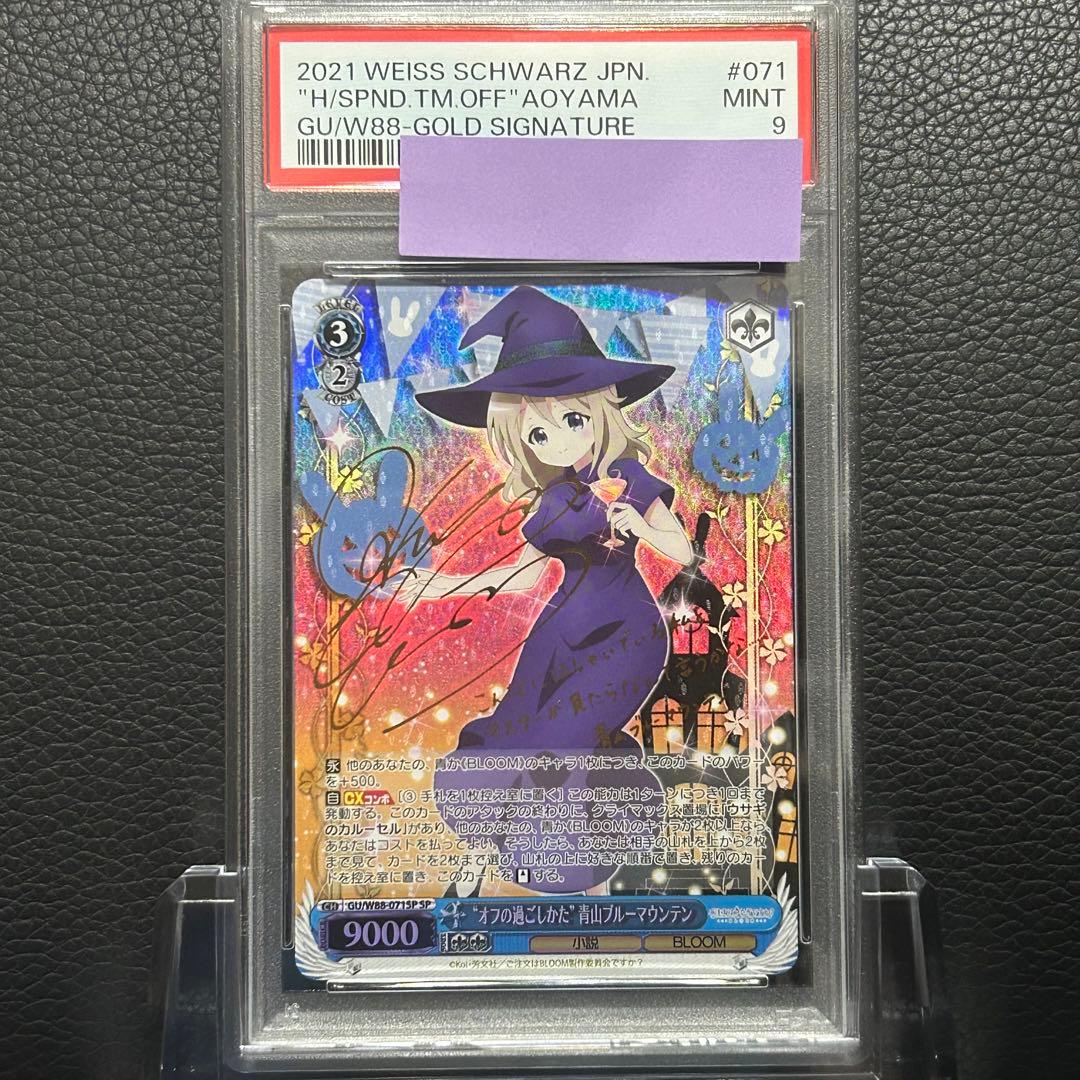 2021 WEISS SCHWARZ JPN. #071
"H/SPND.TM.OFF"AOYAMA MINT
GU/W88-GOLD SIGNATURE 9
LEVEL
3
2
COST
永 他のあなたの、青か《BLOOM》のキャラ1枚につき、このカードのパワー
を+500。
自 CXコンボ [③ 手札を1枚控え室に置く] この能力は1ターンにつき1回まで
発動する。このカードのアタックの終わりに、クライマックス置場に「ウサギ
のカルーセル」があり、他のあなたの、青か《BLOOM》のキャラが2枚以上なら、
あなたはコストを払ってよい。そうしたら、あなたは相手の山札を上から2枚
まで見て、カードを2枚まで選び、山札の上に好きな順番で置き、残りのカー
ドを控え室に置き、このカードを する。
CH GU/W88-071SP SP
"オフの過ごしかた" 青山ブルーマウンテン
9000
小説 BLOOM
©Koi・芳文社／ご注文はBLOOM製作委員会ですか？